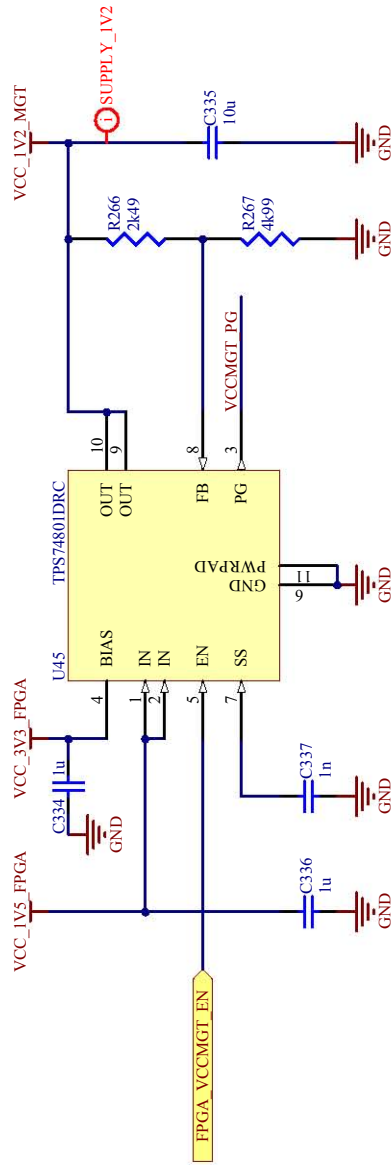 VCC_1V5_FPGA
VCC_3V3_FPGA
VCC_1V2_MGT
SUPPLY_1V2
C334
1u
GND
U45
TPS74801DRC
4
BIAS
1
IN
2
IN
5
EN
7
SS
OUT
10
OUT
9
FB
8
PG
3
GND
PWRPAD
6
11
GND
VCCMGT_PG
R266
2k49
R267
4k99
GND
C335
10u
GND
C336
1u
GND
C337
1n
GND
FPGA_VCCMGT_EN